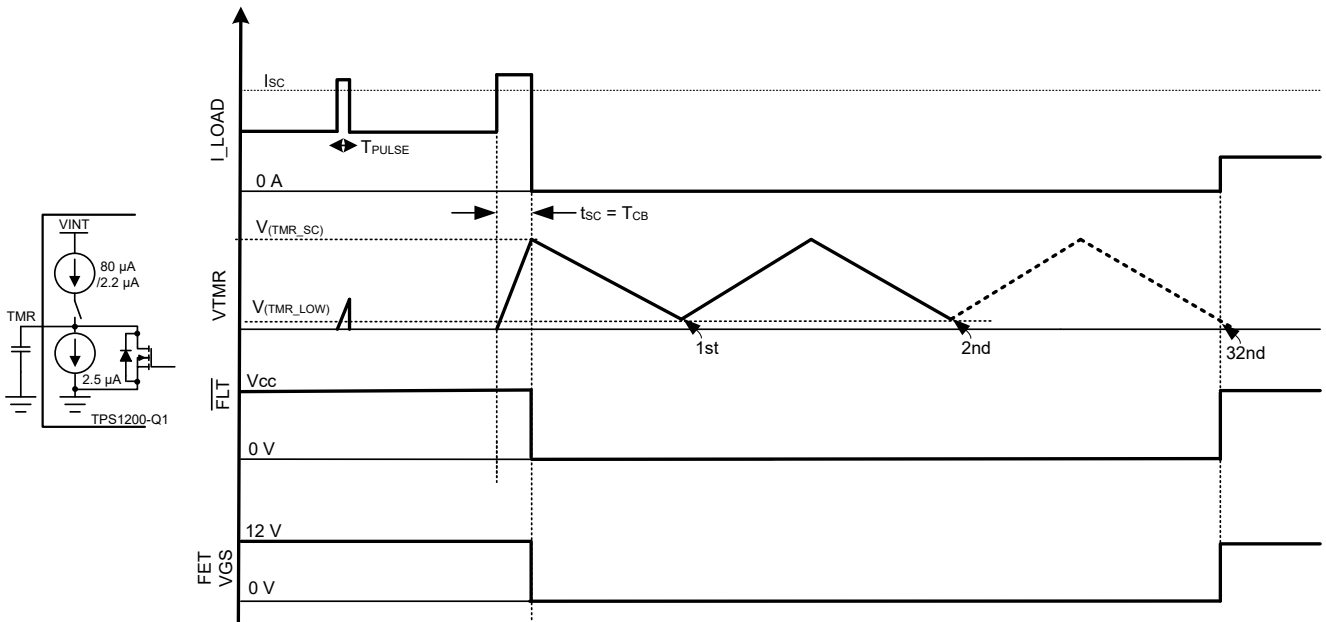 I_LOAD
ISC
TPULSE
0 A
tSC = TCB
VINT
80 µA
/2.2 µA
TMR
2.5 µA
TPS1200-Q1
VTMR
V(TMR_SC)
V(TMR_LOW)
1st
2nd
32nd
FLT
Vcc
0 V
FET
VGS
12 V
0 V